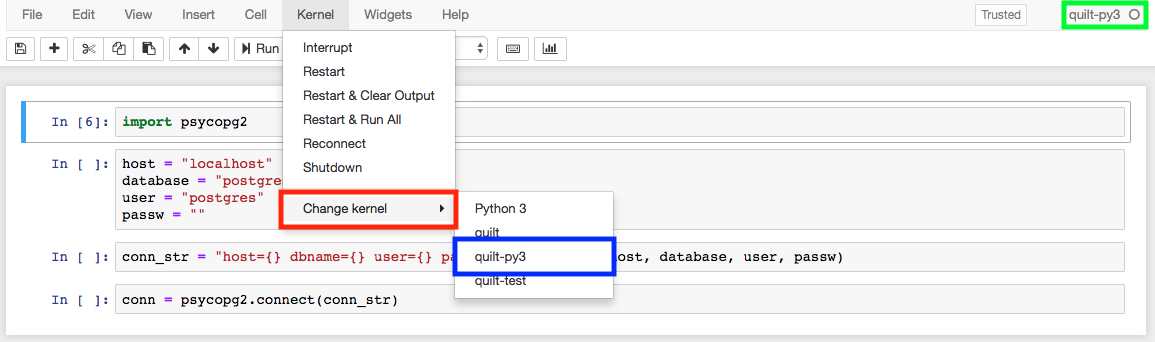 File Edit View Insert Cell Kernel Widgets Help Trusted quilt-py3
Run
Interrupt
Restart
Restart & Clear Output
Restart & Run All
Reconnect
Shutdown
Change kernel
Python 3
quilt
quilt-py3
quilt-test
In [6]: import psycopg2
In [ ]: host = "localhost"
database = "postgre
user = "postgres"
passw = ""
In [ ]: conn_str = "host={} dbname={} user={} pa ost, database, user, passw)
In [ ]: conn = psycopg2.connect(conn_str)